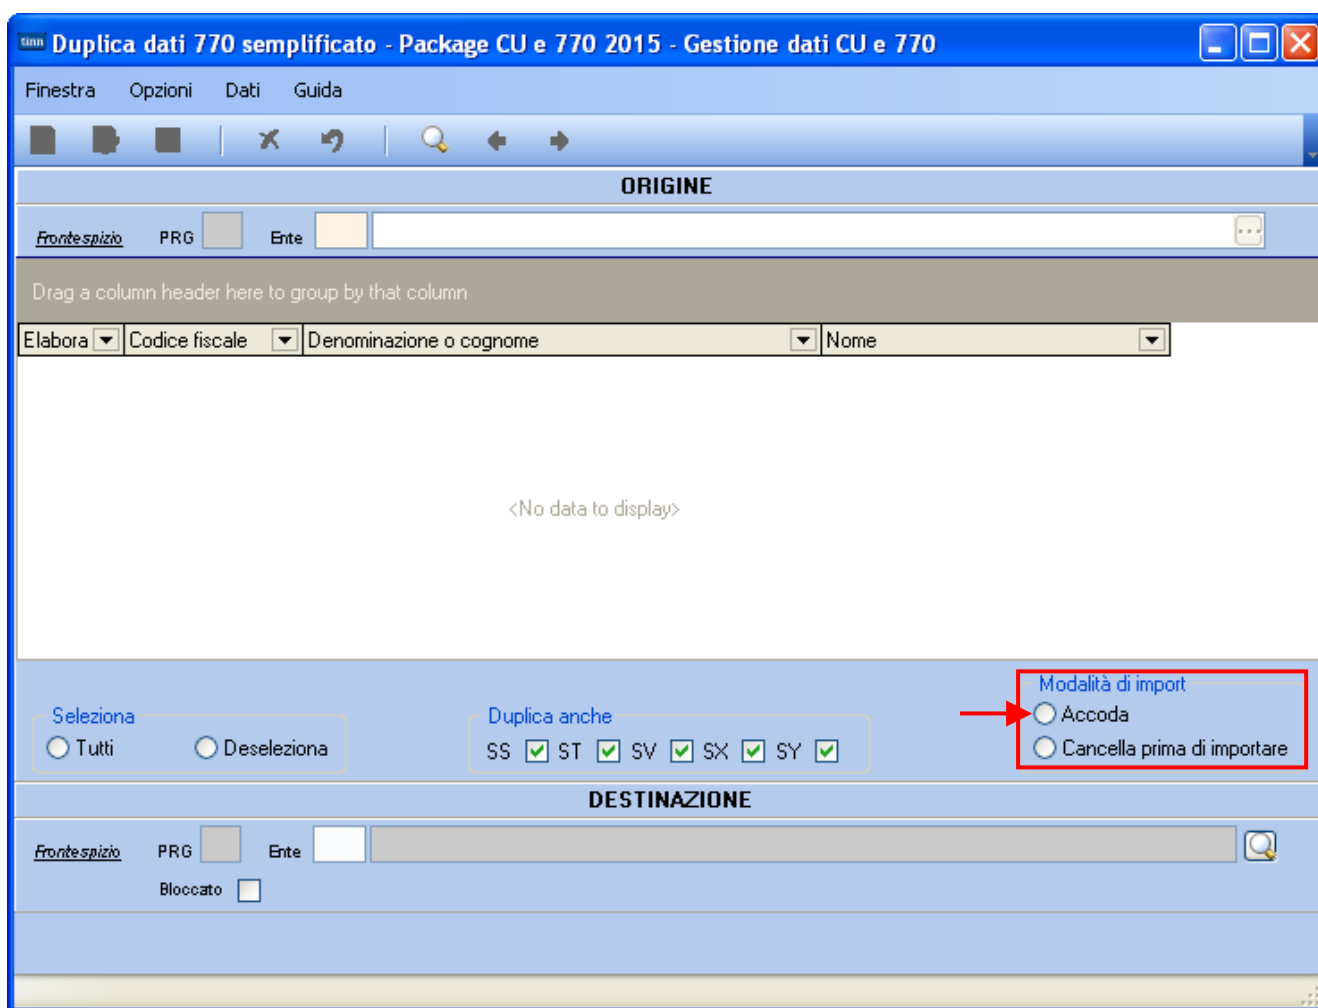 tinn Duplica dati 770 semplificato - Package CU e 770 2015 - Gestione dati CU e 770
Finestra Opzioni Dati Guida
ORIGINE
Frontespizio PRG Ente ...
Drag a column header here to group by that column
Elabora Codice fiscale Denominazione o cognome Nome
<No data to display>
Modalità di import
Seleziona Duplica anche Accoda
Tutti Deseleziona SS ST SV SX SY Cancella prima di importare
DESTINAZIONE
Frontespizio PRG Ente
Bloccato